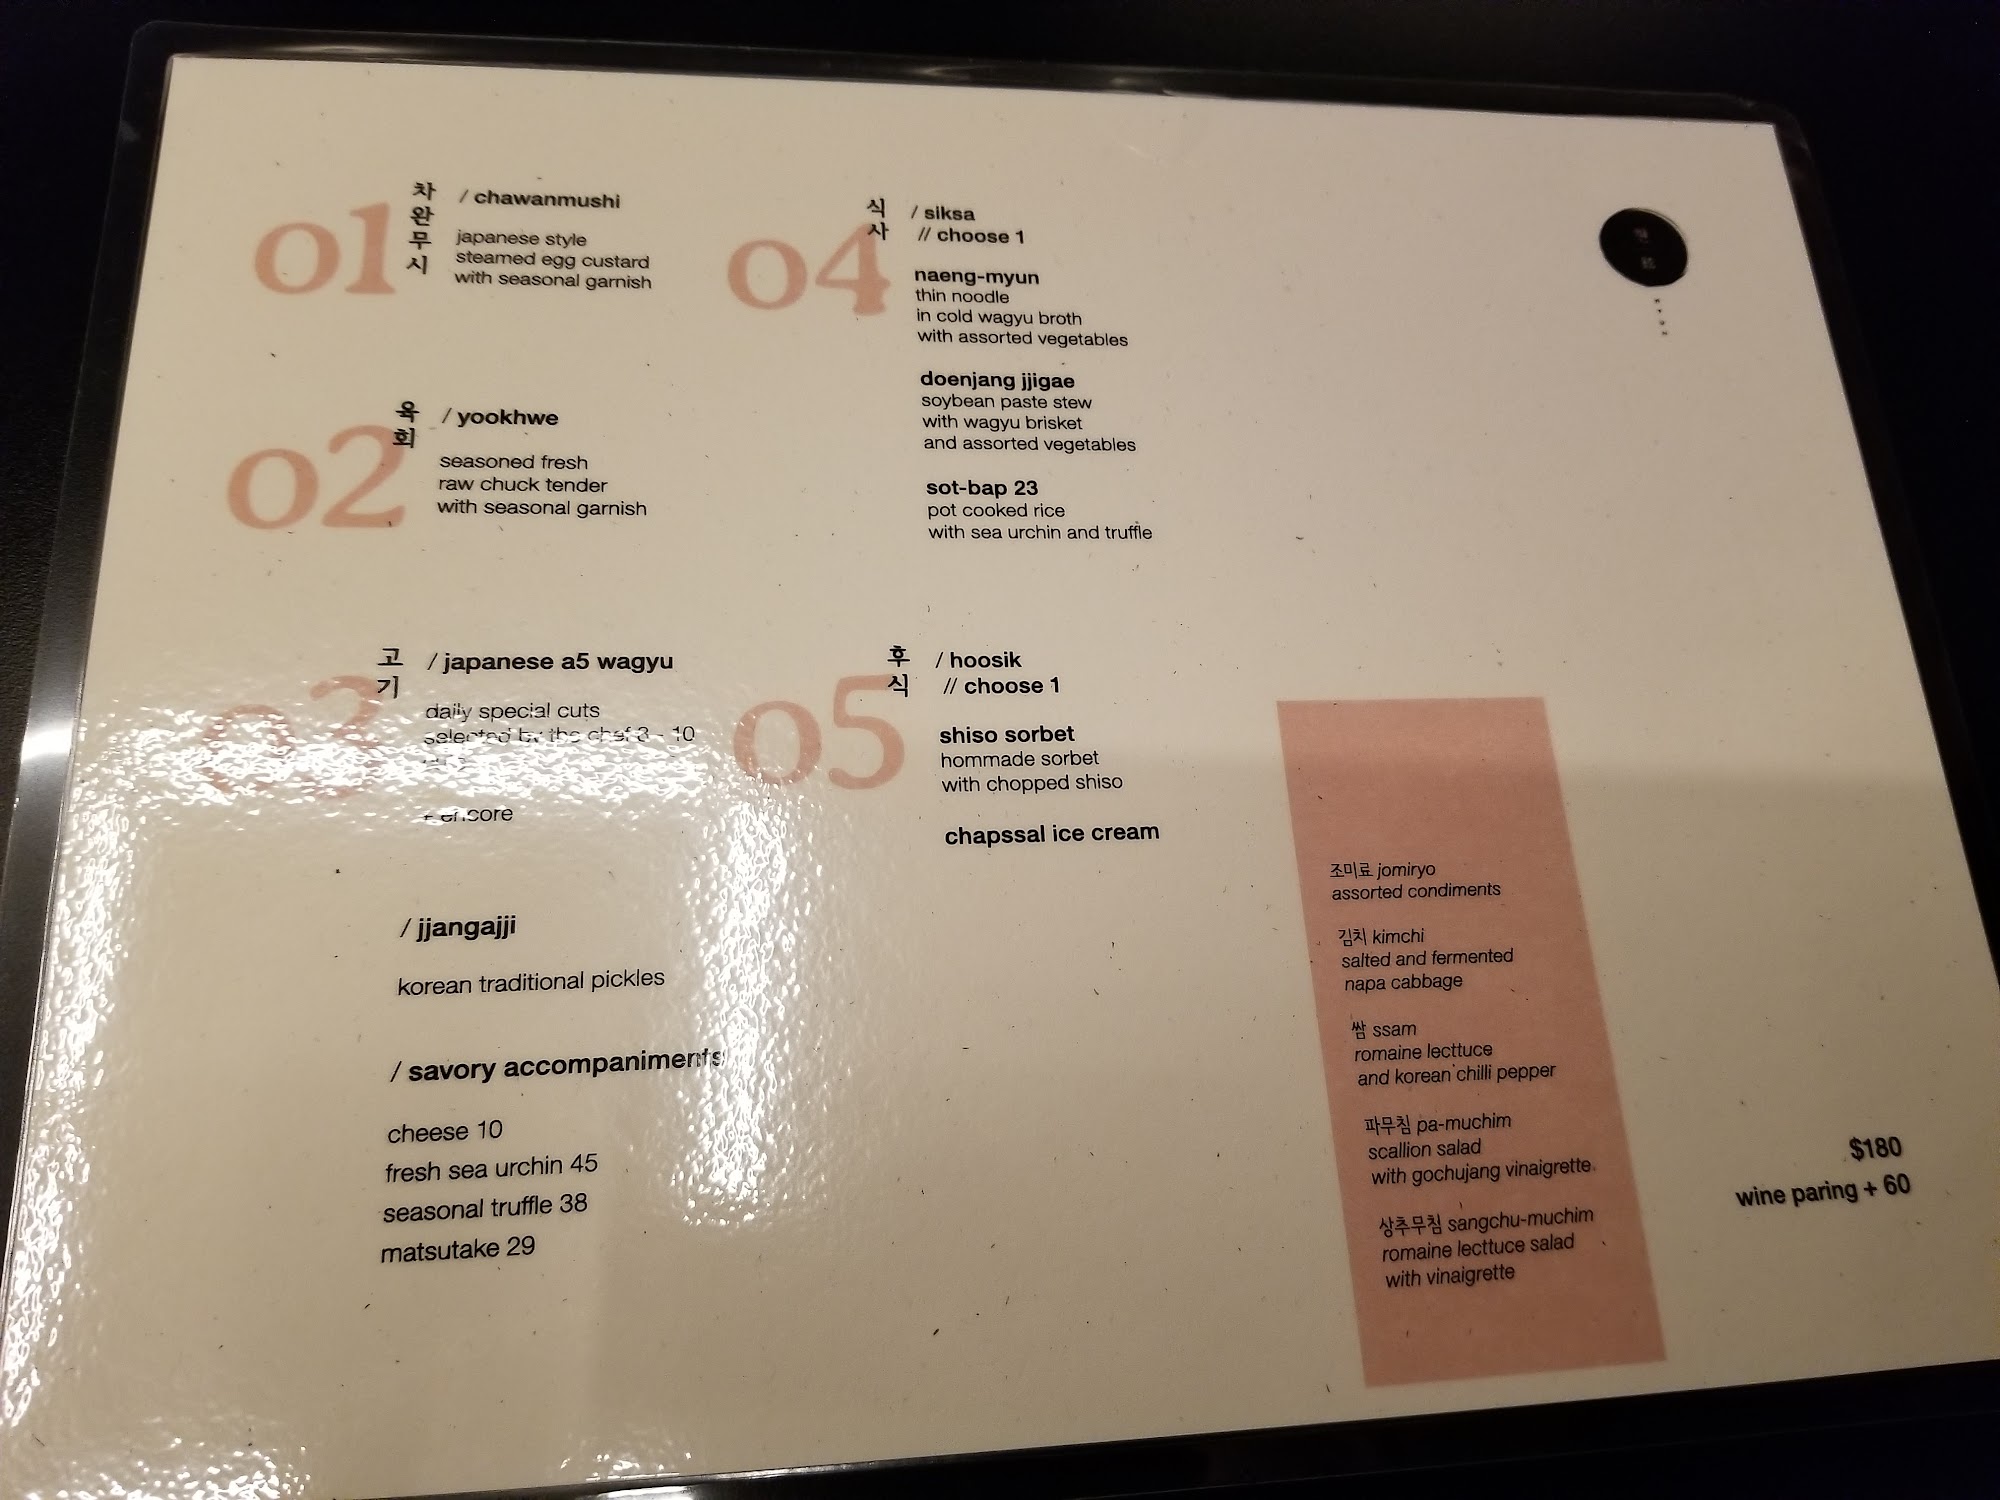 01
차완무시
/ chawanmushi
japanese style
steamed egg custard
with seasonal garnish
02
육회
/ yookhwe
seasoned fresh
raw chuck tender
with seasonal garnish
03
고기
/ japanese a5 wagyu
daily special cuts
selected by the chef 8 - 10
+ encore
/ jjangajji
korean traditional pickles
/ savory accompaniments
cheese 10
fresh sea urchin 45
seasonal truffle 38
matsutake 29
04
식사
/ siksa
// choose 1
naeng-myun
thin noodle
in cold wagyu broth
with assorted vegetables
doenjang jjigae
soybean paste stew
with wagyu brisket
and assorted vegetables
sot-bap 23
pot cooked rice
with sea urchin and truffle
05
후식
/ hoosik
// choose 1
shiso sorbet
hommade sorbet
with chopped shiso
chapssal ice cream
조미료 jomiryo
assorted condiments
김치 kimchi
salted and fermented
napa cabbage
쌈 ssam
romaine lecttuce
and korean chilli pepper
파무침 pa-muchim
scallion salad
with gochujang vinaigrette
상추무침 sangchu-muchim
romaine lecttuce salad
with vinaigrette
$180
wine paring + 60